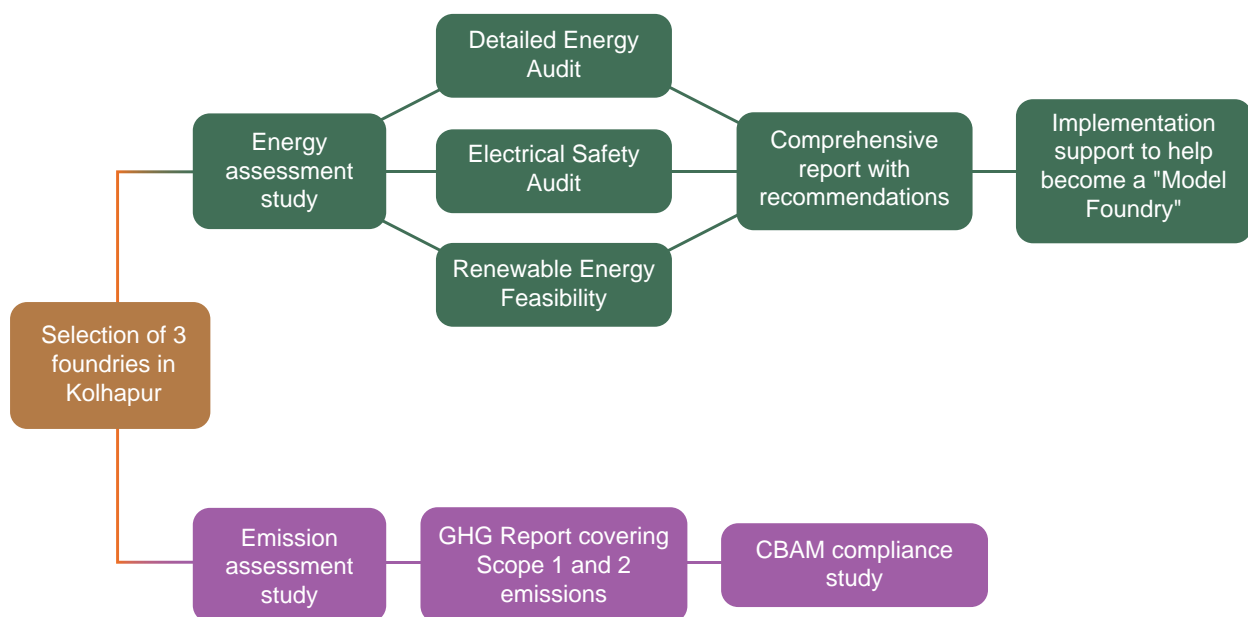 Detailed Energy
Audit
Energy
assessment
study
Electrical Safety
Audit
Renewable Energy
Feasibility
Comprehensive
report with
recommendations
Implementation
support to help
become a "Model
Foundry"
Selection of 3
foundries in
Kolhapur
Emission
assessment
study
GHG Report covering
Scope 1 and 2
emissions
CBAM compliance
study